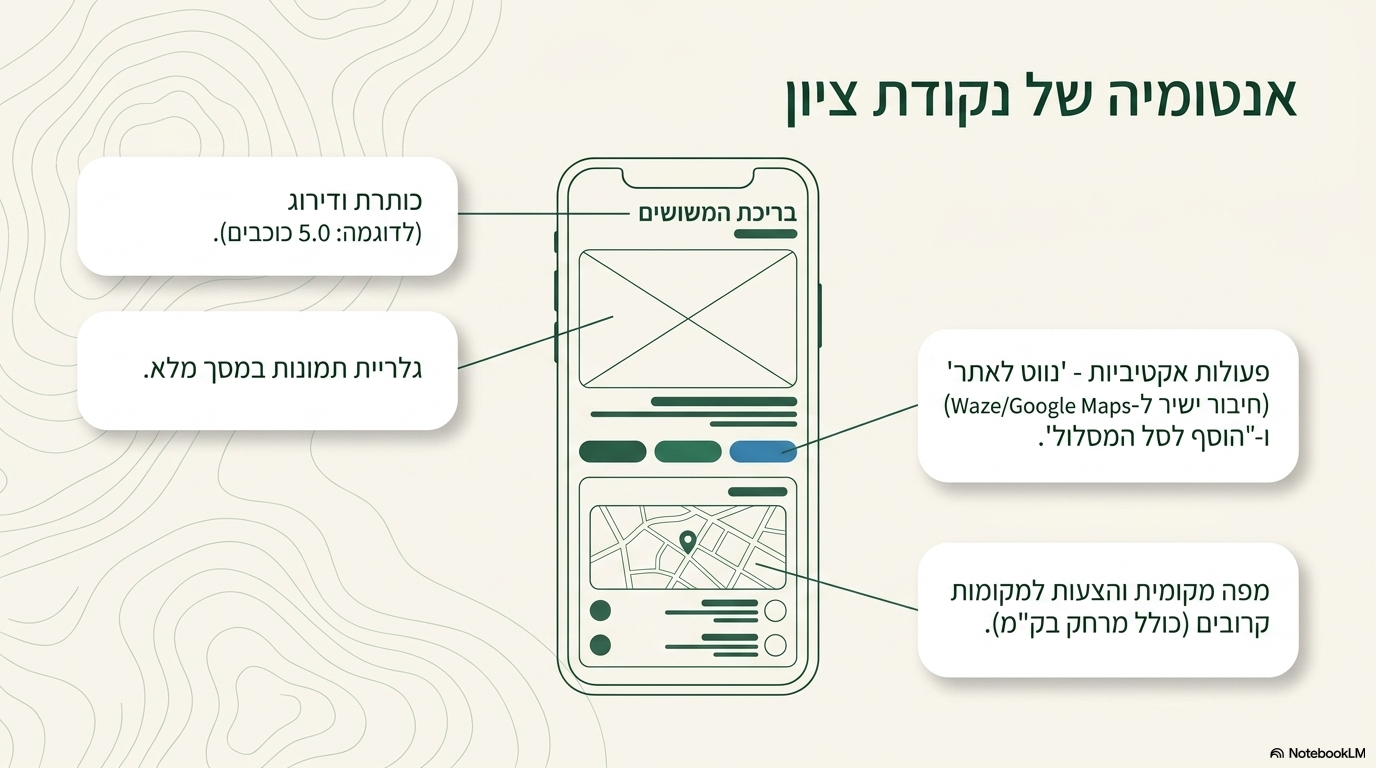 אנטומיה של נקודת ציון
כותרת ודירוג
(לדוגמה: 5.0 כוכבים).
גלריית תמונות במסך מלא.
בריכת המשושים
פעולות אקטיביות - 'נווט לאתר'
(חיבור ישיר ל-Waze/Google Maps)
ו-"הוסף לסל המסלול'.
מפה מקומית והצעות למקומות
קרובים (כולל מרחק בק"מ).
NotebookLM